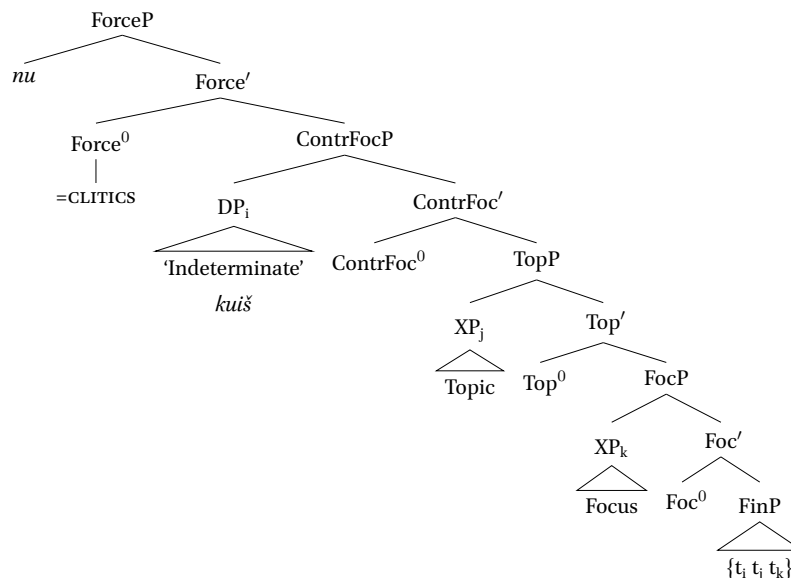 ForceP
nu
Force′
Force⁰
ContrFocP
=CLITICS
DPᵢ
ContrFoc′
‘Indeterminate’
ContrFoc⁰
TopP
kuiš
XPⱼ
Top′
Topic
Top⁰
FocP
XPₖ
Foc′
Focus
Foc⁰
FinP
{tᵢ tⱼ tₖ}